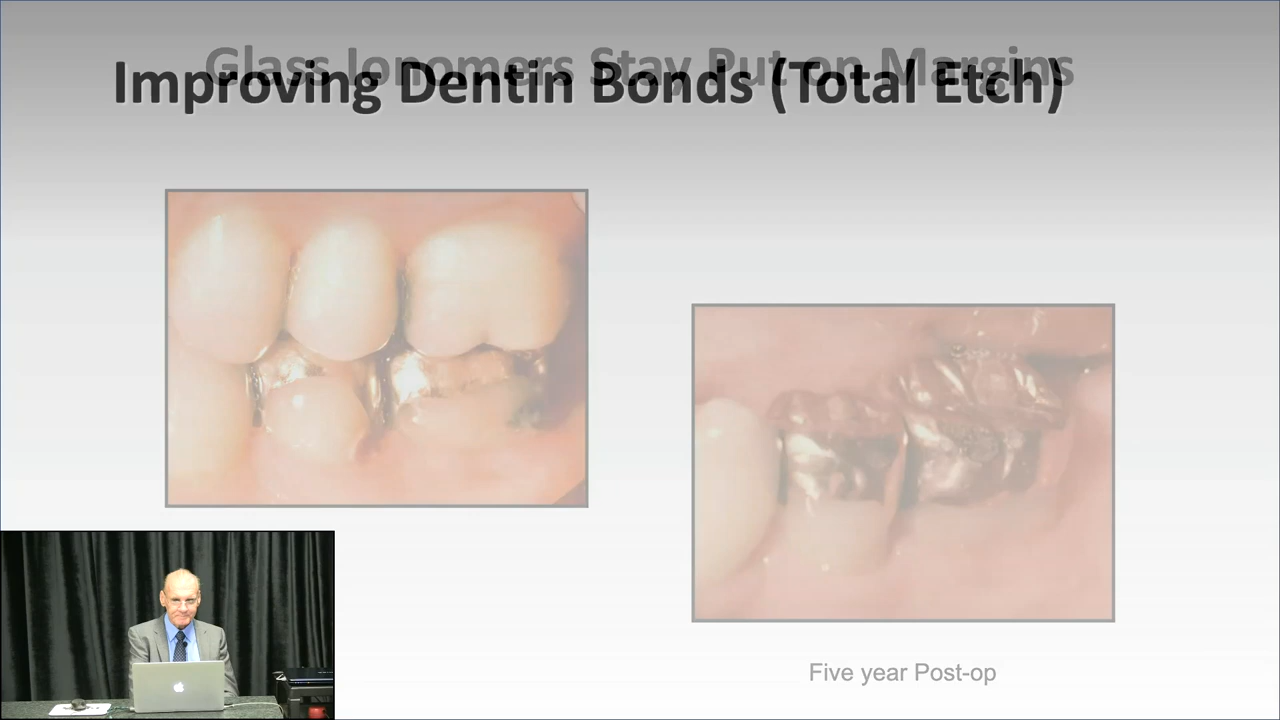 Glass Ionomers Stay Put on Margins
Improving Dentin Bonds (Total Etch)
Five year Post-op